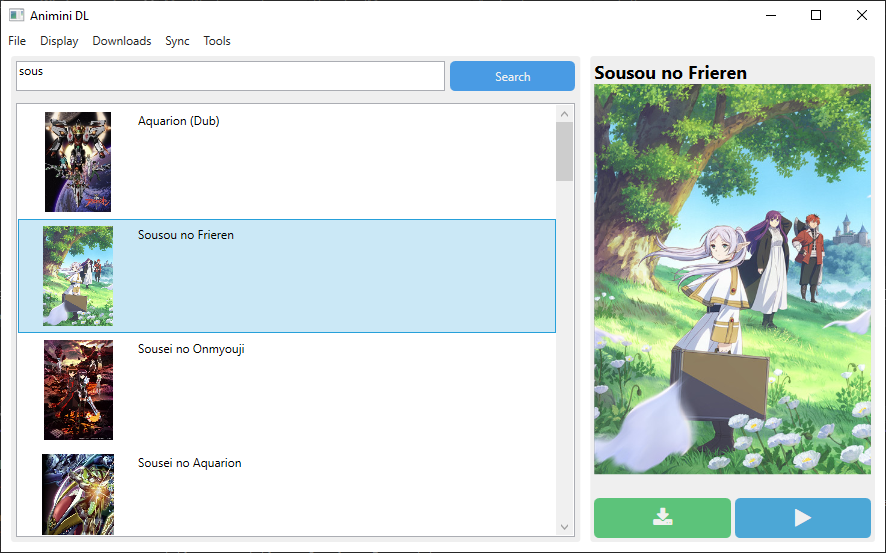 Animini DL
File Display Downloads Sync Tools
sous
Search
Aquarion (Dub)
Sousou no Frieren
Sousei no Onmyouji
Sousei no Aquarion
Sousou no Frieren